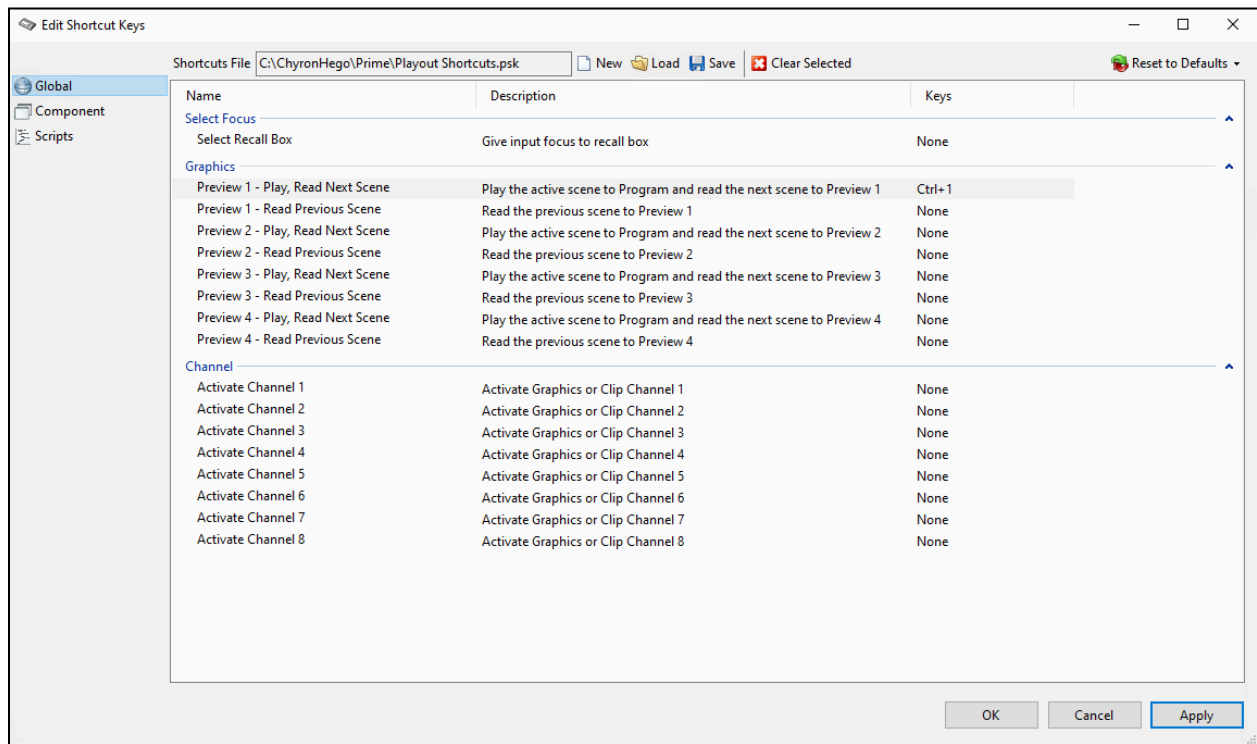 Edit Shortcut Keys
Shortcuts File C:\ChyronHego\Prime\Playout Shortcuts.psk New Load Save Clear Selected Reset to Defaults
Global
Component
Scripts
Name Description Keys
Select Focus
Select Recall Box Give input focus to recall box None
Graphics
Preview 1 - Play, Read Next Scene Play the active scene to Program and read the next scene to Preview 1 Ctrl+1
Preview 1 - Read Previous Scene Read the previous scene to Preview 1 None
Preview 2 - Play, Read Next Scene Play the active scene to Program and read the next scene to Preview 2 None
Preview 2 - Read Previous Scene Read the previous scene to Preview 2 None
Preview 3 - Play, Read Next Scene Play the active scene to Program and read the next scene to Preview 3 None
Preview 3 - Read Previous Scene Read the previous scene to Preview 3 None
Preview 4 - Play, Read Next Scene Play the active scene to Program and read the next scene to Preview 4 None
Preview 4 - Read Previous Scene Read the previous scene to Preview 4 None
Channel
Activate Channel 1 Activate Graphics or Clip Channel 1 None
Activate Channel 2 Activate Graphics or Clip Channel 2 None
Activate Channel 3 Activate Graphics or Clip Channel 3 None
Activate Channel 4 Activate Graphics or Clip Channel 4 None
Activate Channel 5 Activate Graphics or Clip Channel 5 None
Activate Channel 6 Activate Graphics or Clip Channel 6 None
Activate Channel 7 Activate Graphics or Clip Channel 7 None
Activate Channel 8 Activate Graphics or Clip Channel 8 None
OK Cancel Apply